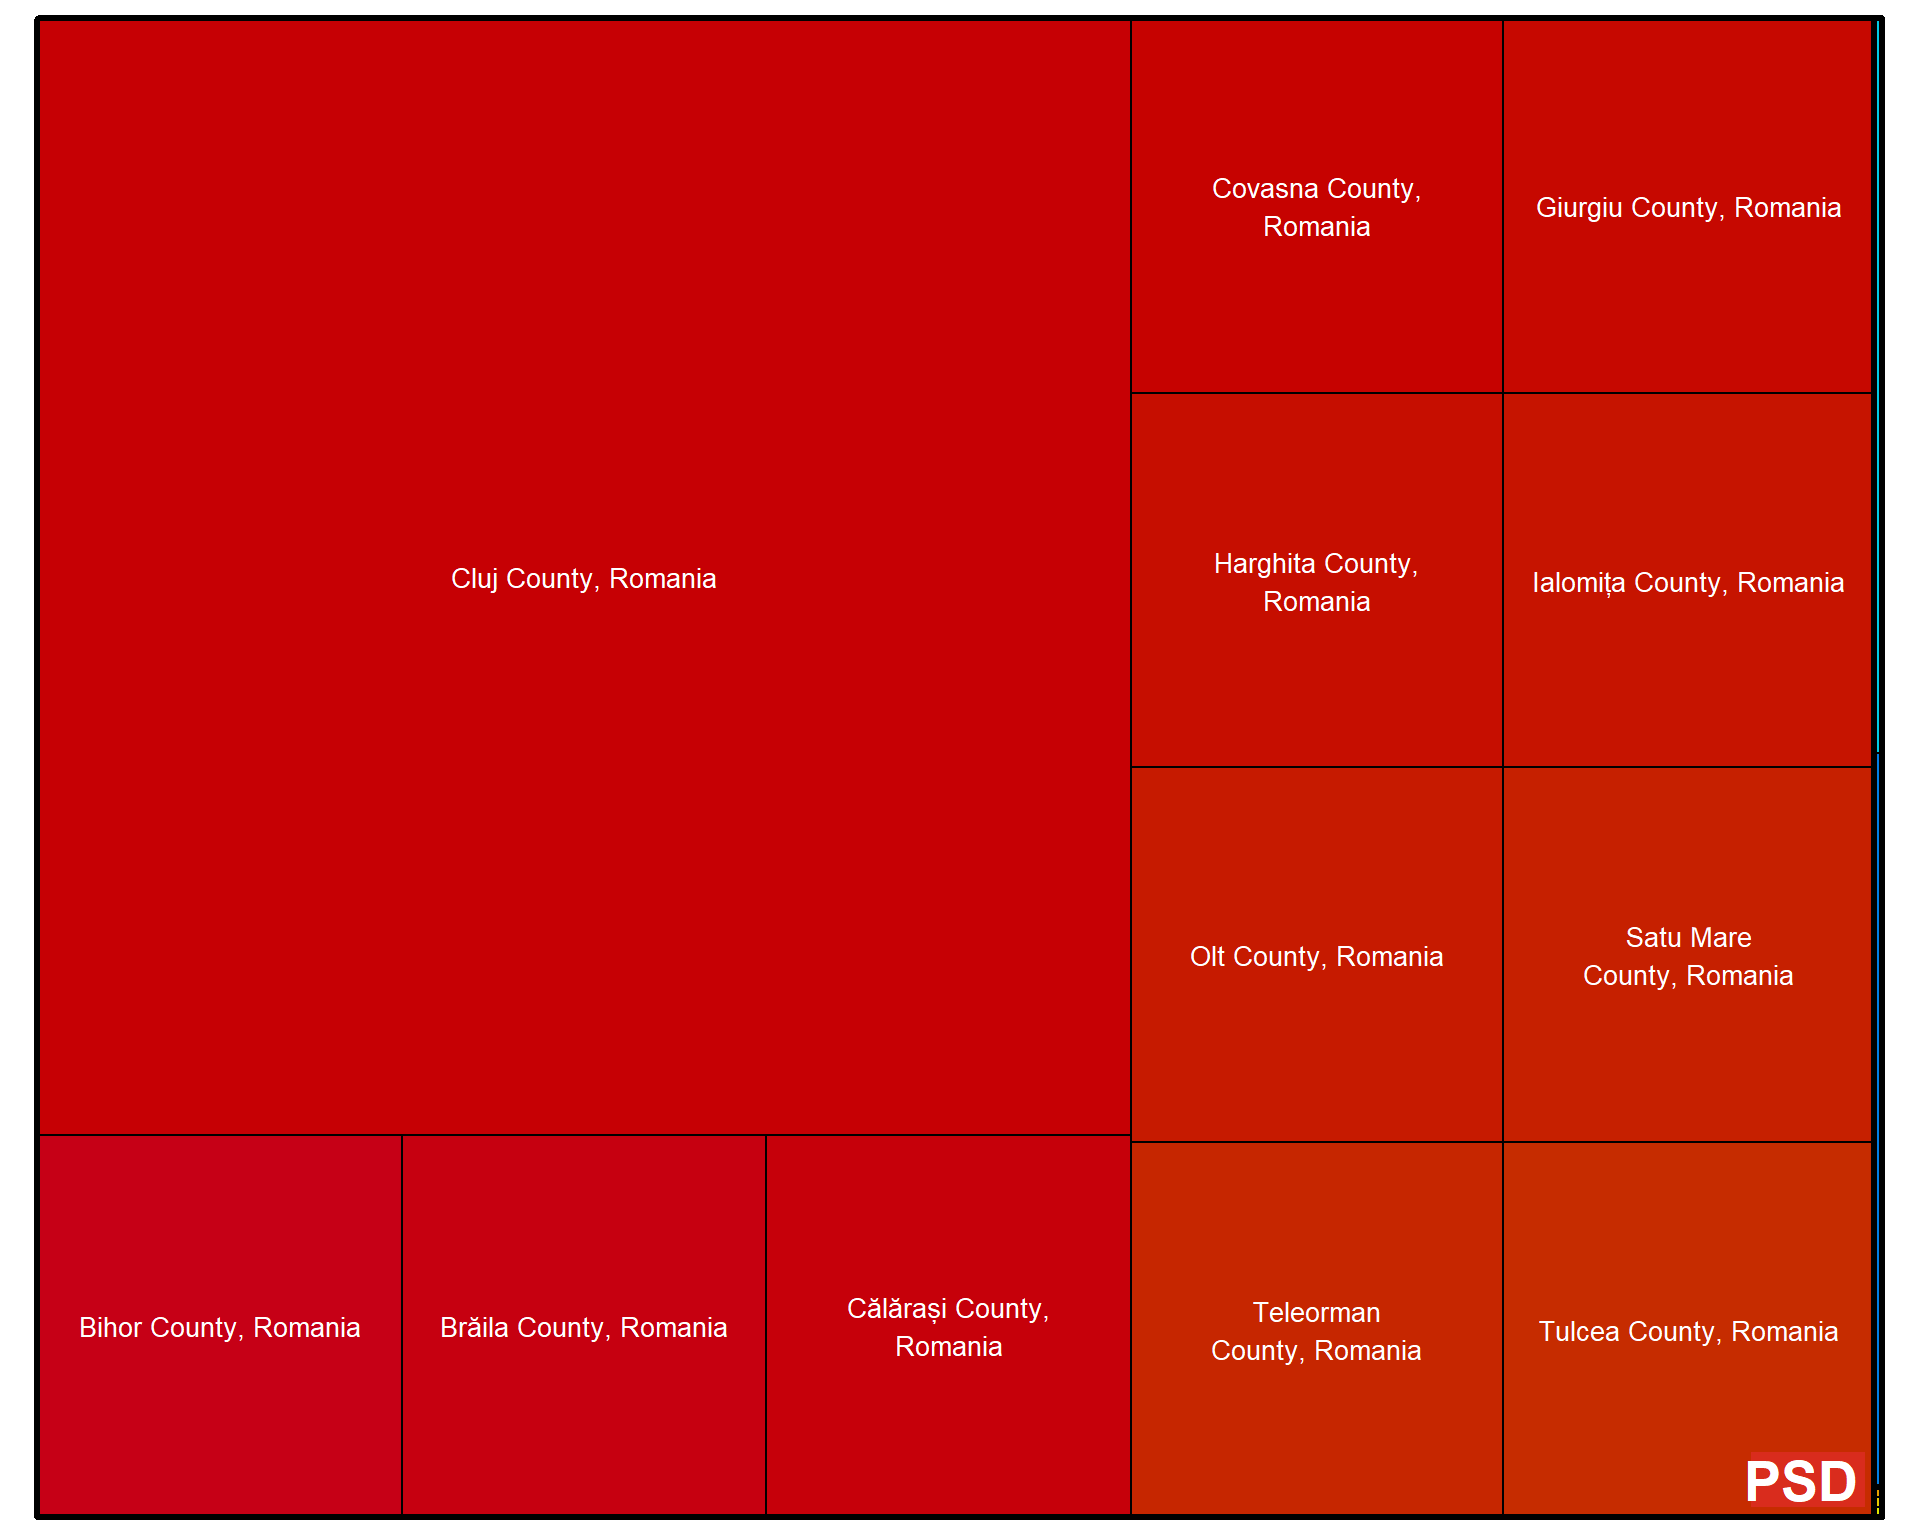 Covasna County,
Romania
Giurgiu County, Romania
Cluj County, Romania
Harghita County,
Romania
Ialomița County, Romania
Olt County, Romania
Satu Mare
County, Romania
Bihor County, Romania
Brăila County, Romania
Călărași County,
Romania
Teleorman
County, Romania
Tulcea County, Romania
PSD